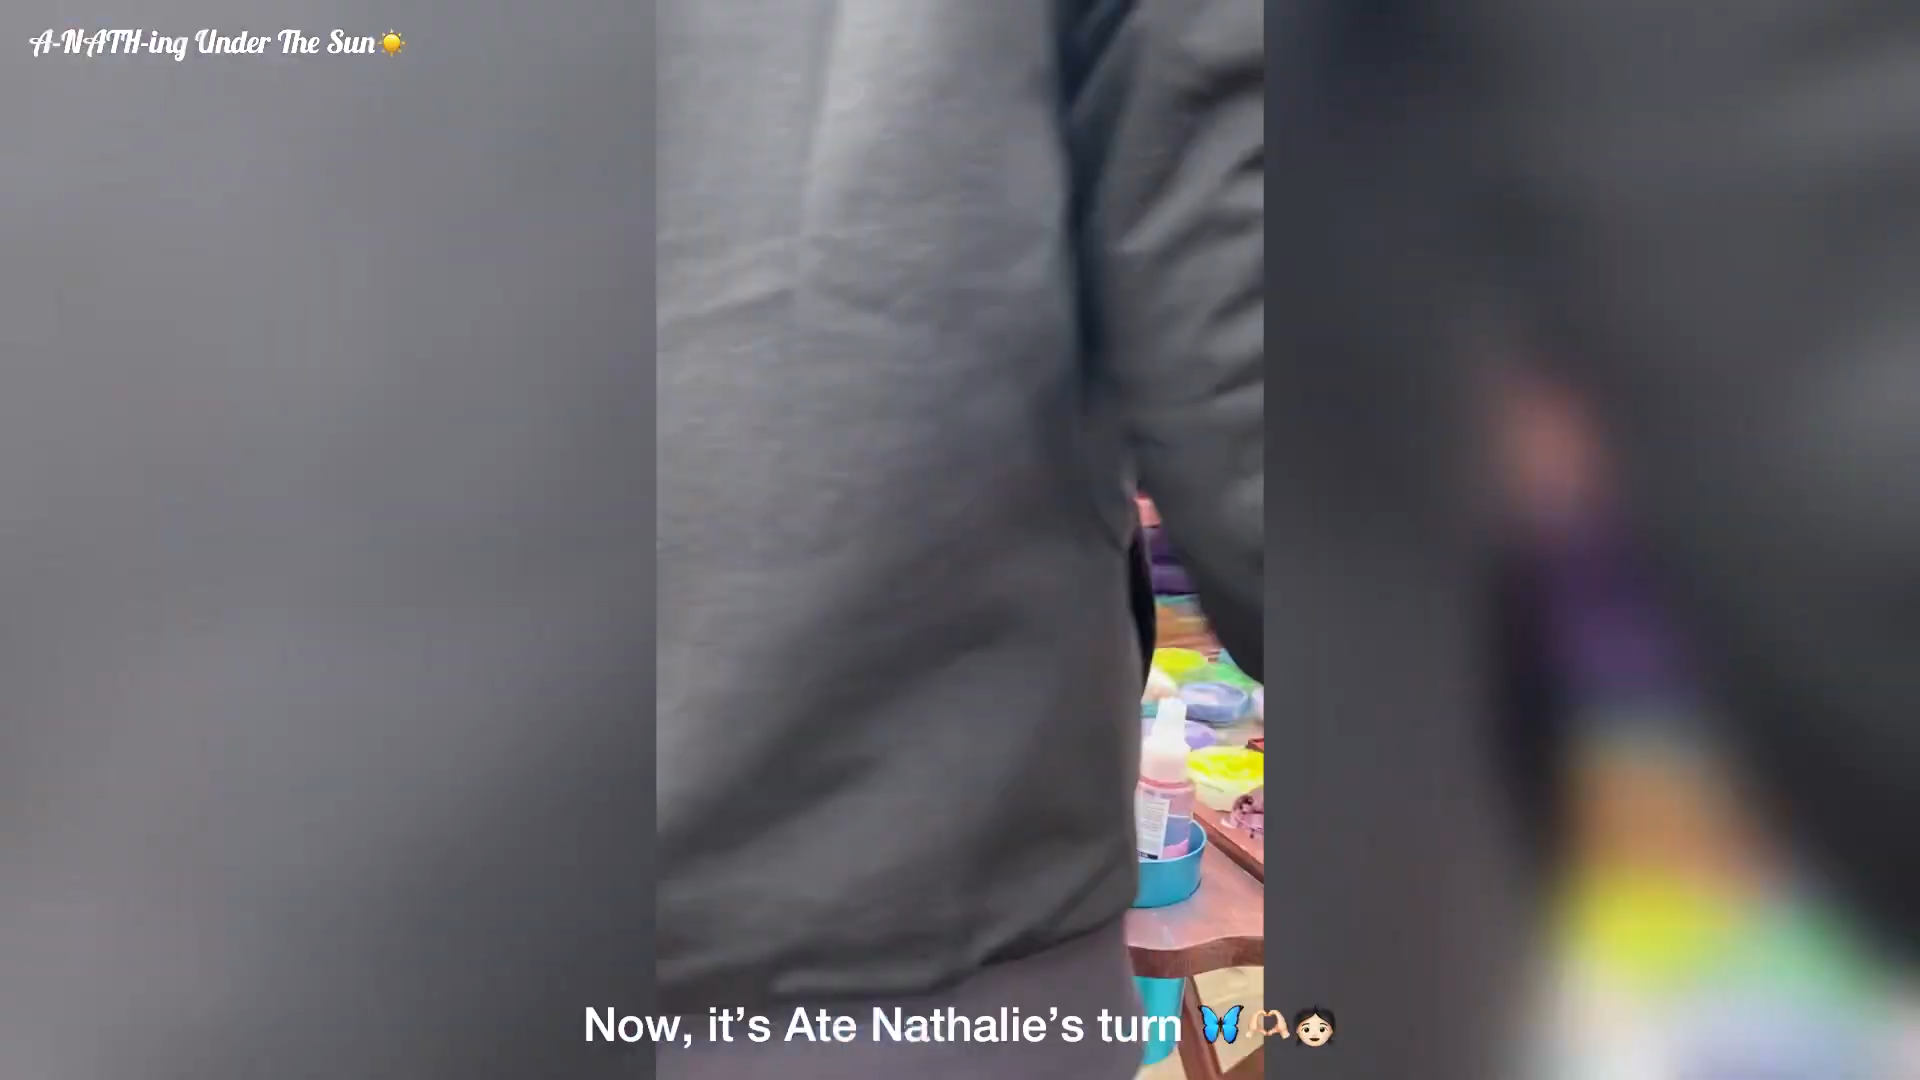 A-NATH-ing Under The Sun☀️
Now, it’s Ate Nathalie’s turn 🦋🫶🏻👧🏻